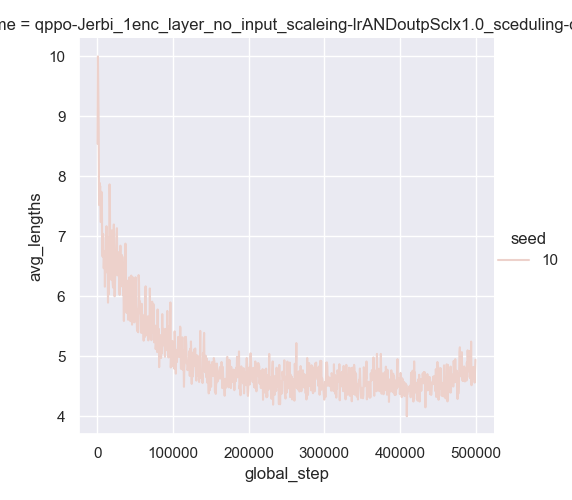 me = qppo-Jerbi_1enc_layer_no_input_scaleing-lrANDoutpSclx1.0_sceduling-c
10
9
8
7
6
5
4
avg_lengths
0 100000 200000 300000 400000 500000
global_step
seed
10